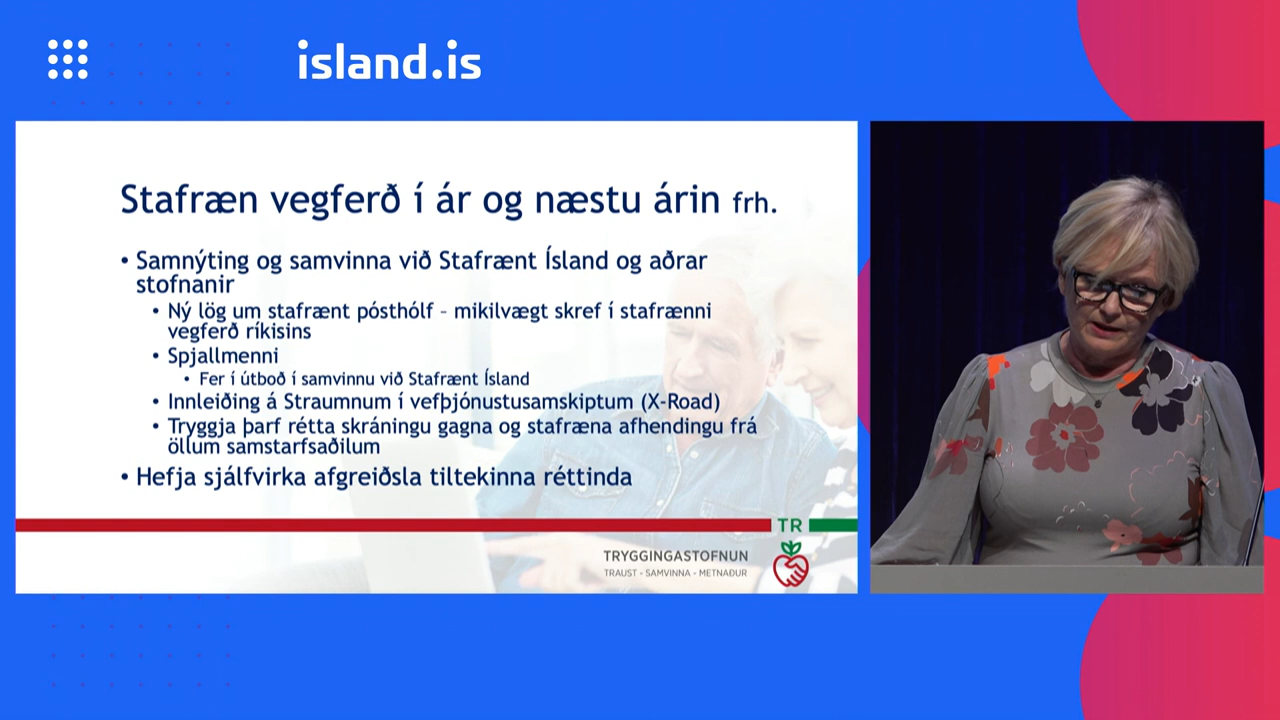 island.is
Stafræn vegferð í ár og næstu árin frh.
• Samnýting og samvinna við Stafrænt Ísland og aðrar
stofnanir
• Ný lög um stafrænt pósthólf – mikilvægt skref í stafrænni
vegferð ríkisins
• Spjallmenni
• Fer í útboð í samvinnu við Stafrænt Ísland
• Innleiðing á Straumnum í vefþjónustusamskiptum (X-Road)
• Tryggja þarf rétta skráningu gagna og stafræna afhendingu frá
öllum samstarfsaðilum
• Hefja sjálfvirka afgreiðsla tiltekinna réttinda
TR
TRYGGINGASTOFNUN
TRAUST - SAMVINNA - METNAÐUR